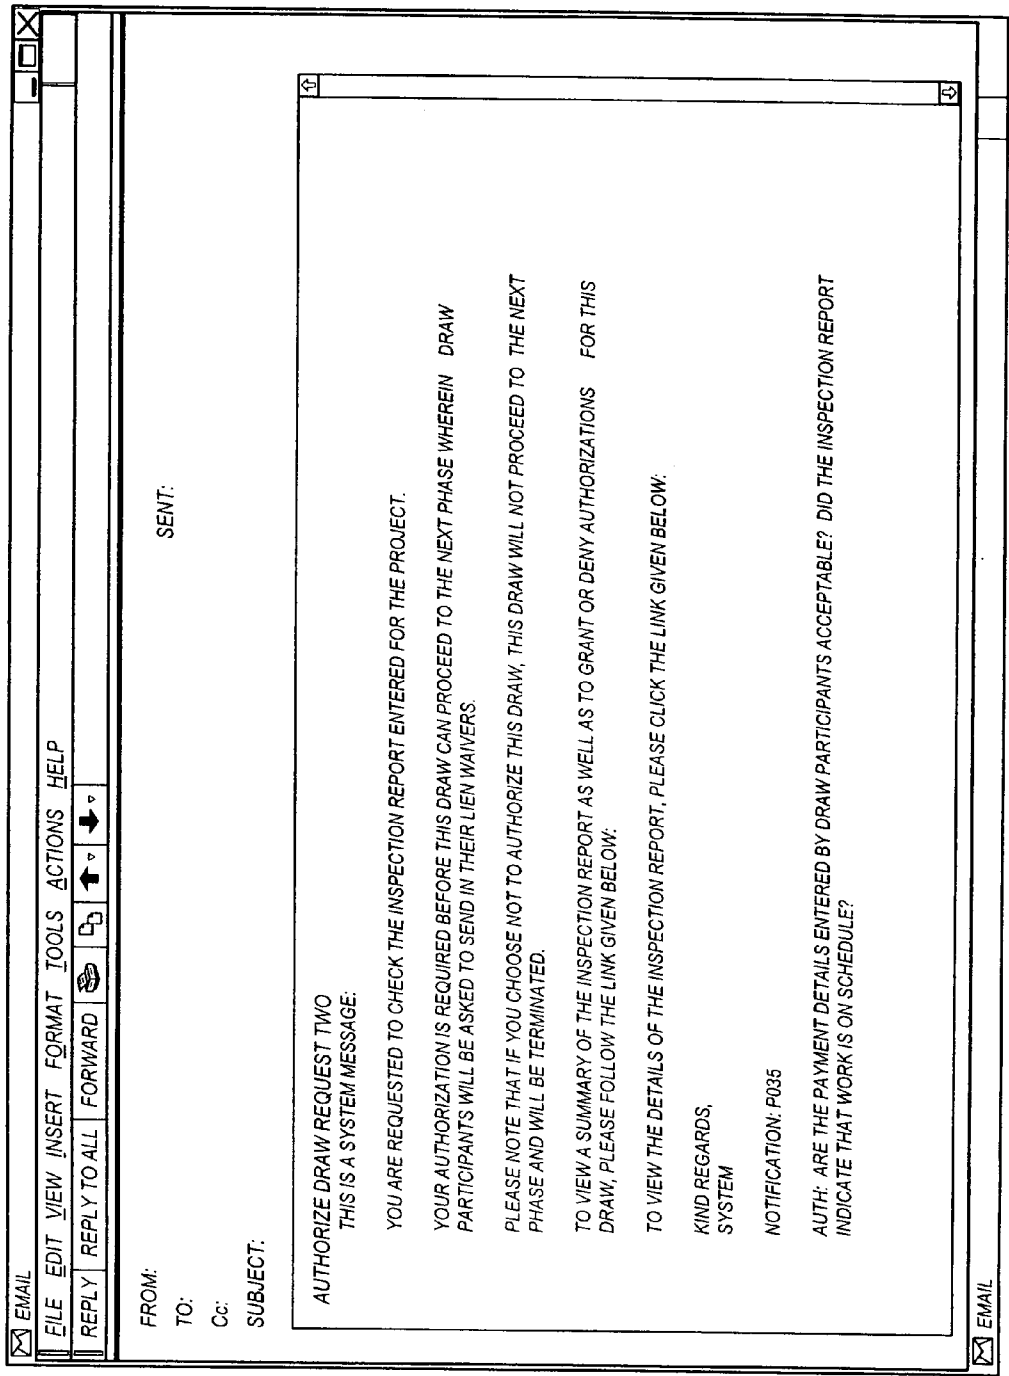 EMAIL
FILE EDIT VIEW INSERT FORMAT TOOLS ACTIONS HELP
REPLY REPLY TO ALL FORWARD
FROM:
SENT:
TO:
Cc:
SUBJECT:
AUTHORIZE DRAW REQUEST TWO
THIS IS A SYSTEM MESSAGE:
YOU ARE REQUESTED TO CHECK THE INSPECTION REPORT ENTERED FOR THE PROJECT.
YOUR AUTHORIZATION IS REQUIRED BEFORE THIS DRAW CAN PROCEED TO THE NEXT PHASE WHEREIN DRAW
PARTICIPANTS WILL BE ASKED TO SEND IN THEIR LIEN WAIVERS.
PLEASE NOTE THAT IF YOU CHOOSE NOT TO AUTHORIZE THIS DRAW, THIS DRAW WILL NOT PROCEED TO THE NEXT
PHASE AND WILL BE TERMINATED.
TO VIEW A SUMMARY OF THE INSPECTION REPORT AS WELL AS TO GRANT OR DENY AUTHORIZATIONS FOR THIS
DRAW, PLEASE FOLLOW THE LINK GIVEN BELOW:
TO VIEW THE DETAILS OF THE INSPECTION REPORT, PLEASE CLICK THE LINK GIVEN BELOW:
KIND REGARDS,
SYSTEM
NOTIFICATION: P035
AUTH: ARE THE PAYMENT DETAILS ENTERED BY DRAW PARTICIPANTS ACCEPTABLE? DID THE INSPECTION REPORT
INDICATE THAT WORK IS ON SCHEDULE?
EMAIL